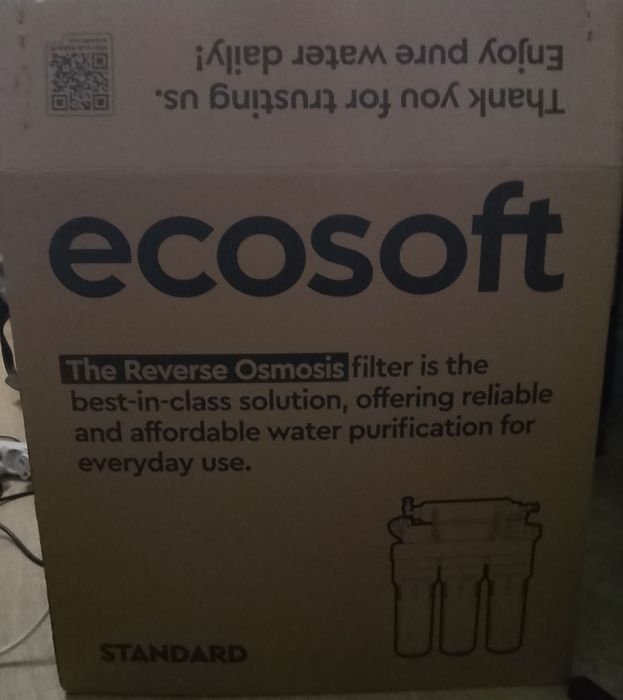 Thank you for trusting us.
Enjoy pure water daily!
ecosoft
The Reverse Osmosis filter is the
best-in-class solution, offering reliable
and affordable water purification for
everyday use.
STANDARD